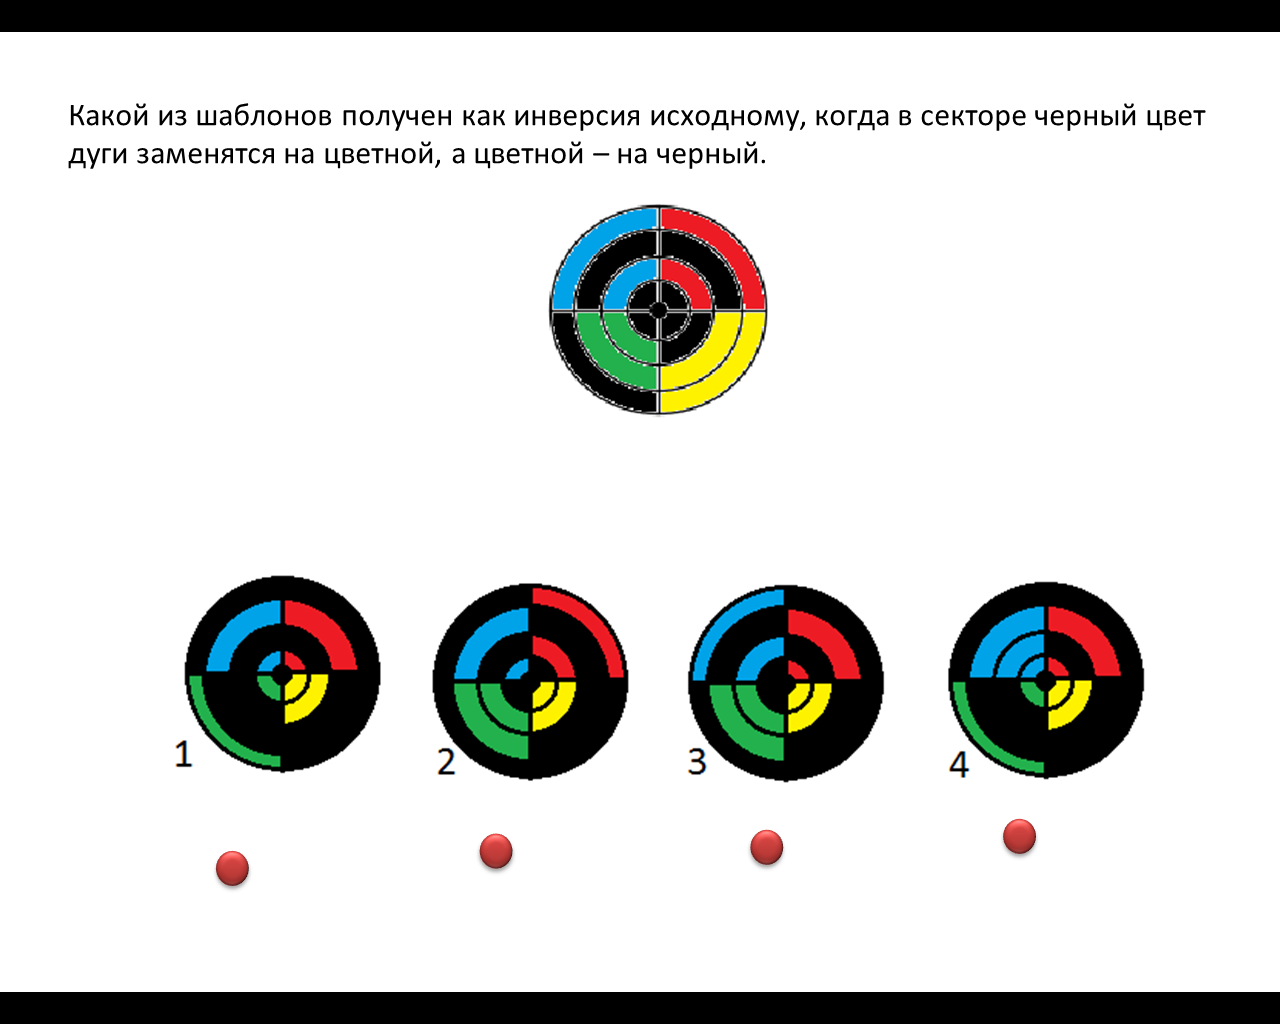 Какой из шаблонов получен как инверсия исходному, когда в секторе черный цвет
дуги заменятся на цветной, а цветной – на черный.
1
2
3
4